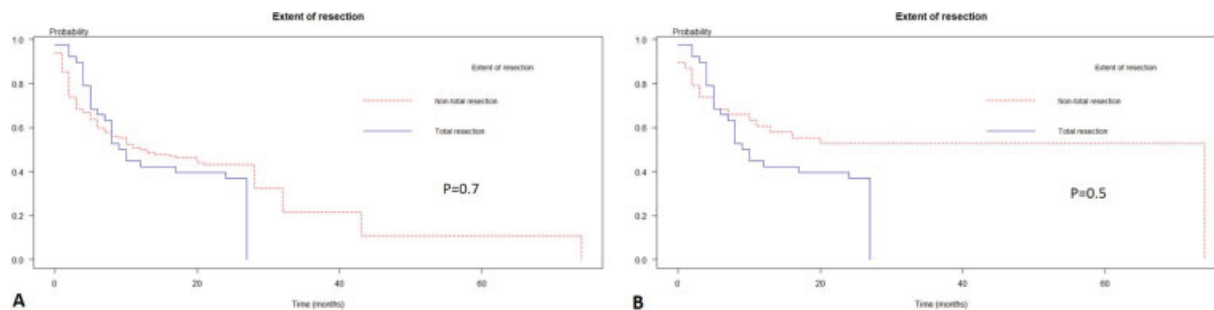 Extent of resection
Probability
1.0
0.8
0.6
0.4
0.2
0.0
Extent of resection
Non-total resection
Total resection
P=0.7
0
20
40
60
Time (months)
A
Extent of resection
Probability
1.0
0.8
0.6
0.4
0.2
0.0
Extent of resection
Non-total resection
Total resection
P=0.5
0
20
40
60
Time (months)
B